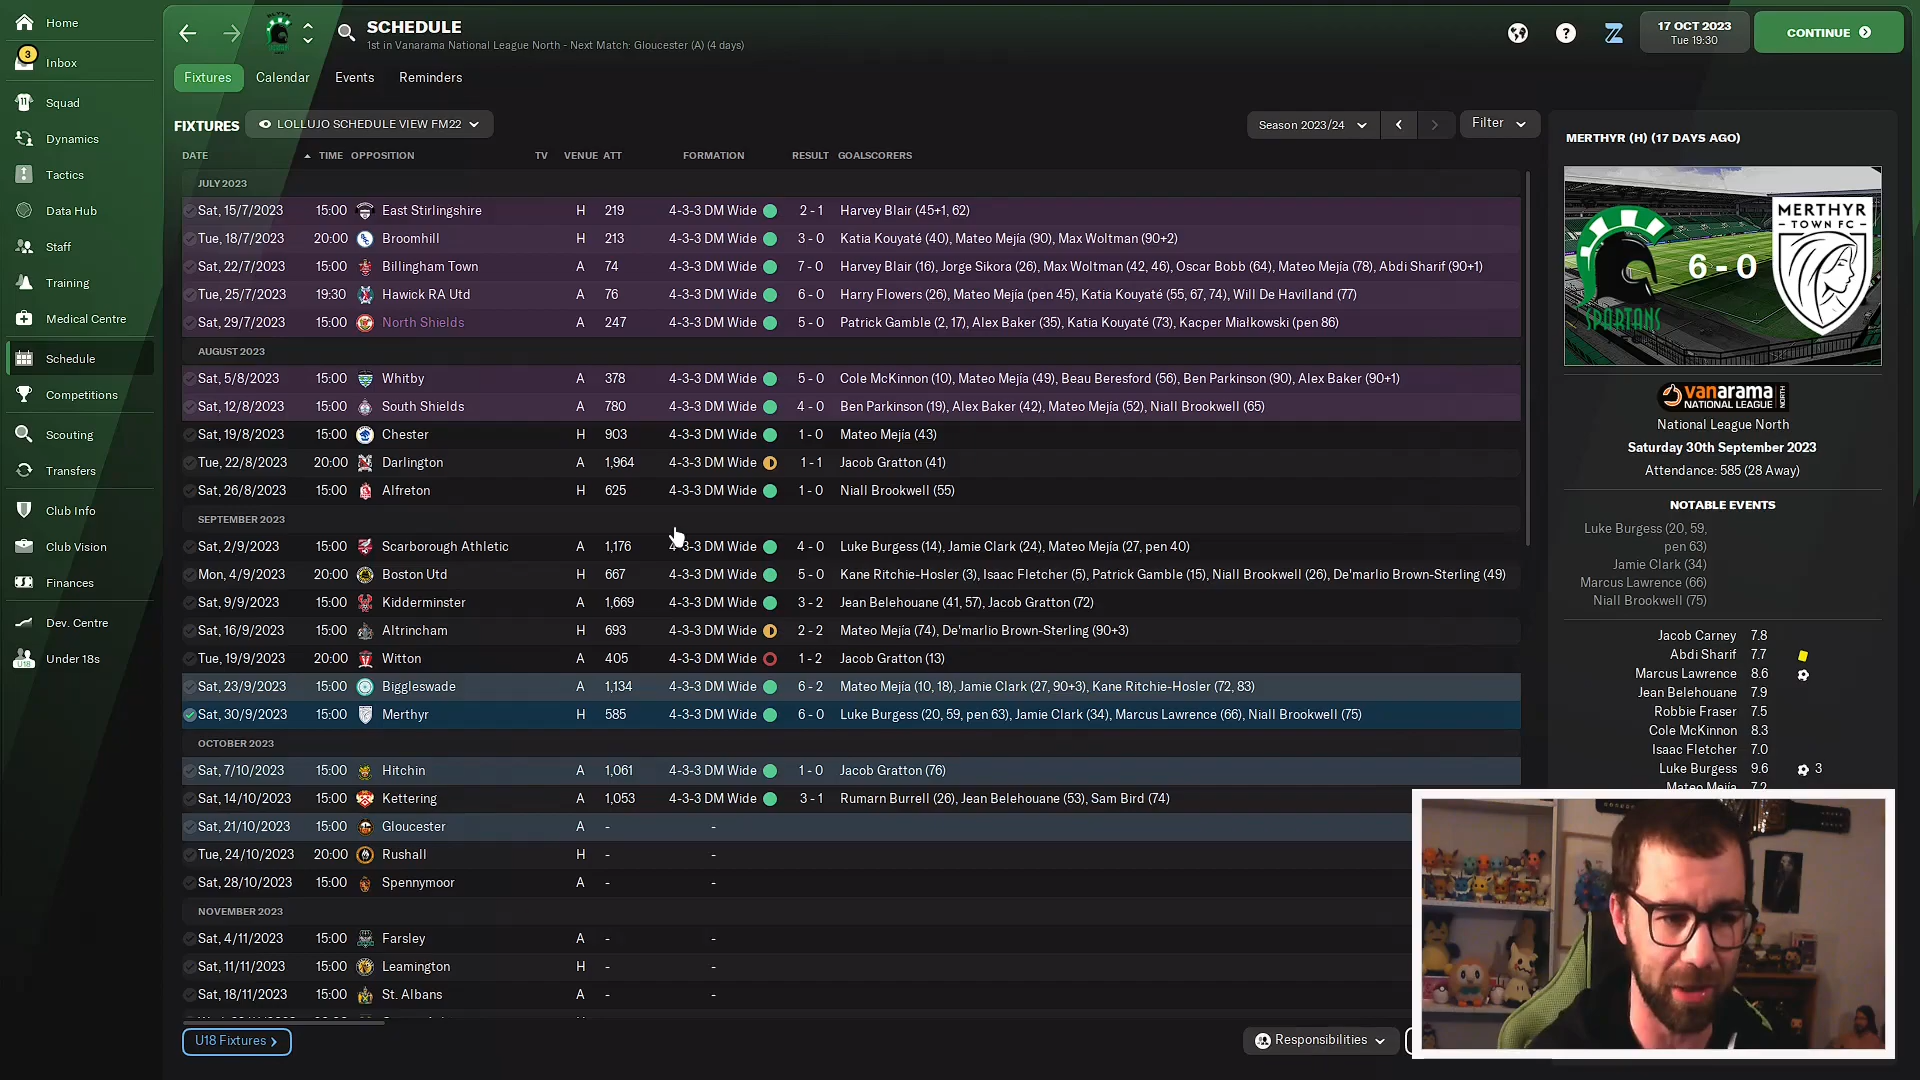 Home
3
Inbox
Squad
Dynamics
Tactics
Data Hub
Staff
Training
Medical Centre
Schedule
Competitions
Scouting
Transfers
Club Info
Club Vision
Finances
Dev. Centre
Under 18s
SCHEDULE
1st in Vanarama National League North - Next Match: Gloucester (A) (4 days)
17 OCT 2023
Tue 19:30
CONTINUE
Fixtures Calendar Events Reminders
FIXTURES LOLLUJO SCHEDULE VIEW FM22 Season 2023/24 Filter
DATE TIME OPPOSITION TV VENUE ATT FORMATION RESULT GOALSCORERS
JULY 2023
Sat, 15/7/2023 15:00 East Stirlingshire H 219 4-3-3 DM Wide 2 - 1 Harvey Blair (45+1, 62)
Tue, 18/7/2023 20:00 Broomhill H 213 4-3-3 DM Wide 3 - 0 Katia Kouyaté (40), Mateo Mejía (90), Max Woltman (90+2)
Sat, 22/7/2023 15:00 Billingham Town A 74 4-3-3 DM Wide 7 - 0 Harvey Blair (16), Jorge Sikora (26), Max Woltman (42, 46), Oscar Bobb (64), Mateo Mejía (78), Abdi Sharif (90+1)
Tue, 25/7/2023 19:30 Hawick RA Utd A 76 4-3-3 DM Wide 6 - 0 Harry Flowers (26), Mateo Mejía (pen 45), Katia Kouyaté (55, 67, 74), Will De Havilland (77)
Sat, 29/7/2023 15:00 North Shields A 247 4-3-3 DM Wide 5 - 0 Patrick Gamble (2, 17), Alex Baker (35), Katia Kouyaté (73), Kacper Miałkowski (pen 86)
AUGUST 2023
Sat, 5/8/2023 15:00 Whitby A 378 4-3-3 DM Wide 5 - 0 Cole McKinnon (10), Mateo Mejía (49), Beau Beresford (56), Ben Parkinson (90), Alex Baker (90+1)
Sat, 12/8/2023 15:00 South Shields A 780 4-3-3 DM Wide 4 - 0 Ben Parkinson (19), Alex Baker (42), Mateo Mejía (52), Niall Brookwell (65)
Sat, 19/8/2023 15:00 Chester H 903 4-3-3 DM Wide 1 - 0 Mateo Mejía (43)
Tue, 22/8/2023 20:00 Darlington A 1,964 4-3-3 DM Wide 1 - 1 Jacob Gratton (41)
Sat, 26/8/2023 15:00 Alfreton H 625 4-3-3 DM Wide 1 - 0 Niall Brookwell (55)
SEPTEMBER 2023
Sat, 2/9/2023 15:00 Scarborough Athletic A 1,176 4-3-3 DM Wide 4 - 0 Luke Burgess (14), Jamie Clark (24), Mateo Mejía (27, pen 40)
Mon, 4/9/2023 20:00 Boston Utd H 667 4-3-3 DM Wide 5 - 0 Kane Ritchie-Hosler (3), Isaac Fletcher (5), Patrick Gamble (15), Niall Brookwell (26), De'marlio Brown-Sterling (49)
Sat, 9/9/2023 15:00 Kidderminster A 1,669 4-3-3 DM Wide 3 - 2 Jean Belehouane (41, 57), Jacob Gratton (72)
Sat, 16/9/2023 15:00 Altrincham H 693 4-3-3 DM Wide 2 - 2 Mateo Mejía (74), De'marlio Brown-Sterling (90+3)
Tue, 19/9/2023 20:00 Witton A 405 4-3-3 DM Wide 1 - 2 Jacob Gratton (13)
Sat, 23/9/2023 15:00 Biggleswade A 1,134 4-3-3 DM Wide 6 - 2 Mateo Mejía (10, 18), Jamie Clark (27, 90+3), Kane Ritchie-Hosler (72, 83)
Sat, 30/9/2023 15:00 Merthyr H 585 4-3-3 DM Wide 6 - 0 Luke Burgess (20, 59, pen 63), Jamie Clark (34), Marcus Lawrence (66), Niall Brookwell (75)
OCTOBER 2023
Sat, 7/10/2023 15:00 Hitchin A 1,061 4-3-3 DM Wide 1 - 0 Jacob Gratton (76)
Sat, 14/10/2023 15:00 Kettering A 1,053 4-3-3 DM Wide 3 - 1 Rumarn Burrell (26), Jean Belehouane (53), Sam Bird (74)
Sat, 21/10/2023 15:00 Gloucester A - -
Tue, 24/10/2023 20:00 Rushall H - -
Sat, 28/10/2023 15:00 Spennymoor A - -
NOVEMBER 2023
Sat, 4/11/2023 15:00 Farsley A - -
Sat, 11/11/2023 15:00 Leamington H - -
Sat, 18/11/2023 15:00 St. Albans A - -
U18 Fixtures
Responsibilities
MERTHYR (H) (17 DAYS AGO)
SPARTANS
6 - 0
MERTHYR
TOWN FC
vanarama
NATIONAL LEAGUE NORTH
National League North
Saturday 30th September 2023
Attendance: 585 (28 Away)
NOTABLE EVENTS
Luke Burgess (20, 59,
pen 63)
Jamie Clark (34)
Marcus Lawrence (66)
Niall Brookwell (75)
Jacob Carney 7.8
Abdi Sharif 7.7
Marcus Lawrence 8.6
Jean Belehouane 7.9
Robbie Fraser 7.5
Cole McKinnon 8.3
Isaac Fletcher 7.0
Luke Burgess 9.6 3
Mateo Mejía 7.2